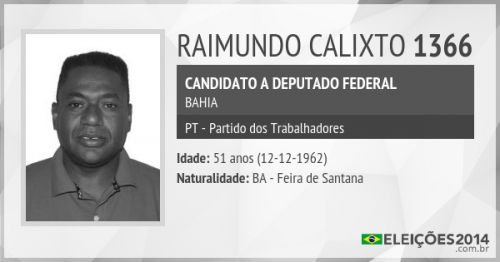 RAIMUNDO CALIXTO 1366
CANDIDATO A DEPUTADO FEDERAL
BAHIA
PT - Partido dos Trabalhadores
Idade: 51 anos (12-12-1962)
Naturalidade: BA - Feira de Santana
ELEIÇÕES2014
.com.br